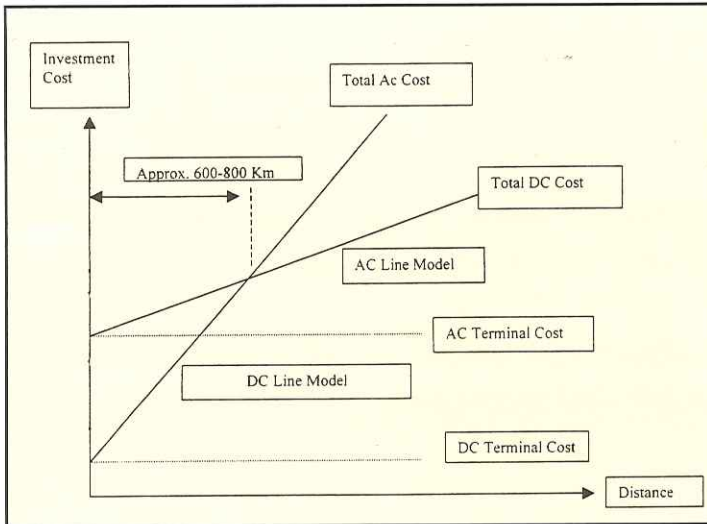 Investment
Cost
Total Ac Cost
Approx. 600-800 Km
Total DC Cost
AC Line Model
AC Terminal Cost
DC Line Model
DC Terminal Cost
Distance